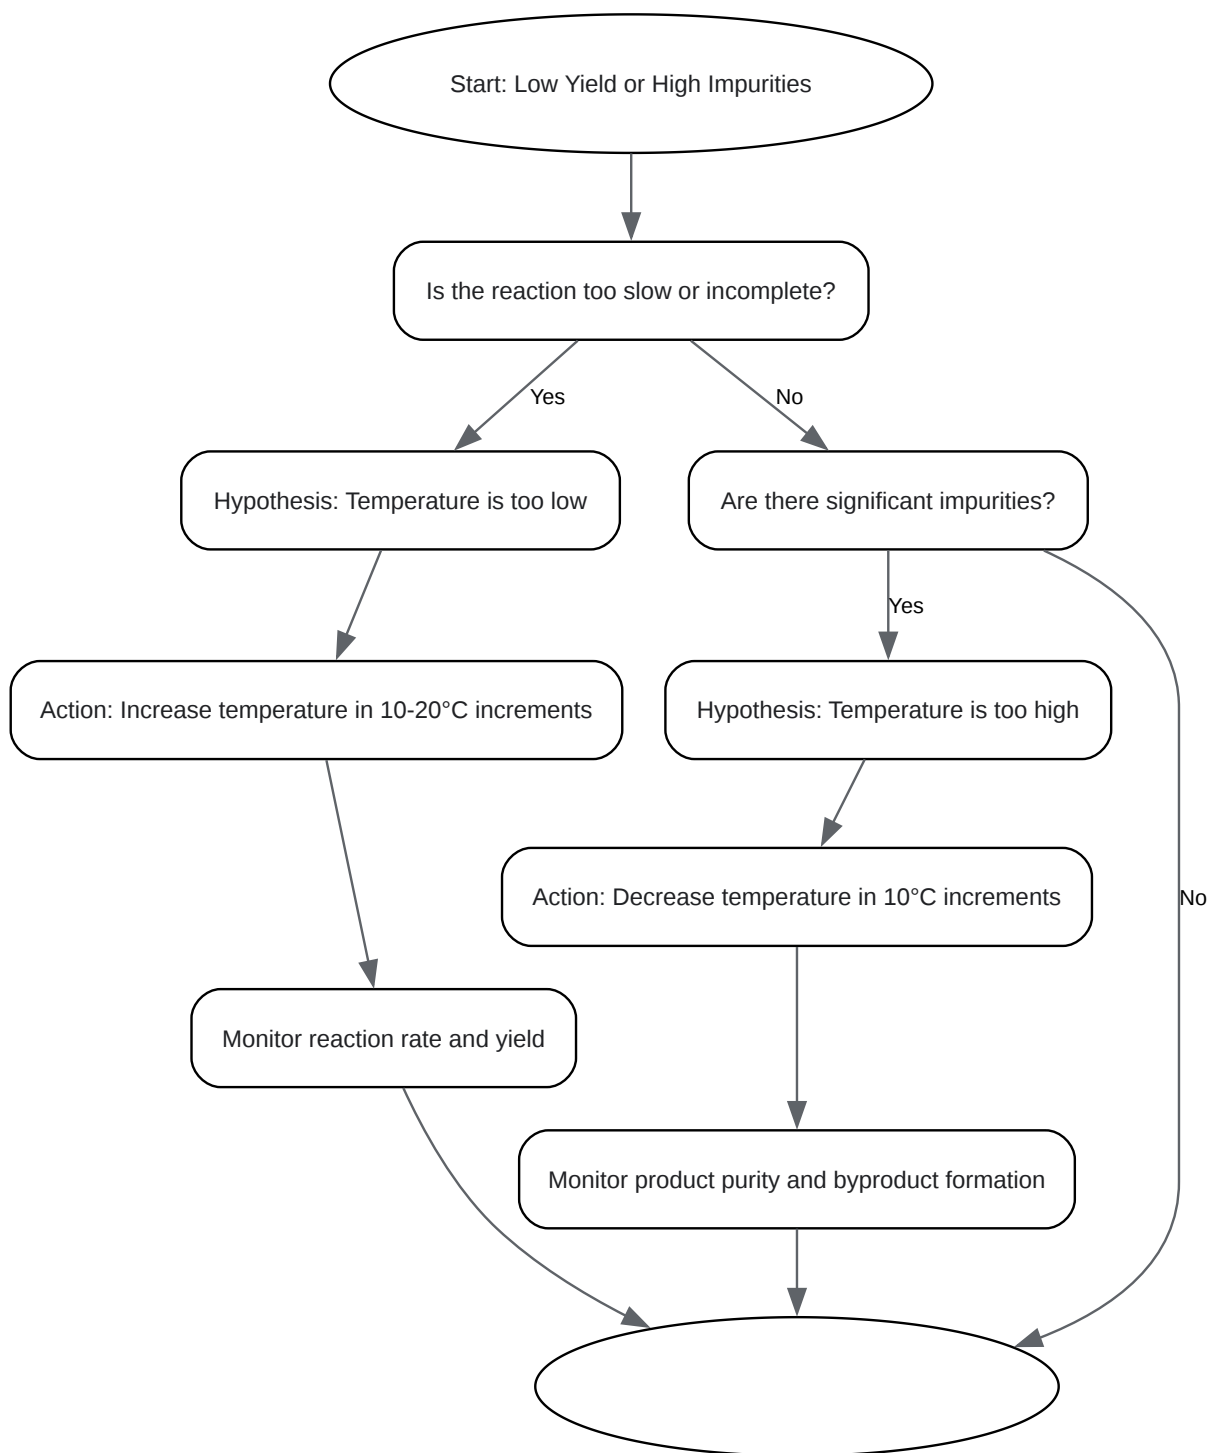 Start: Low Yield or High Impurities
Is the reaction too slow or incomplete?
Yes
No
Hypothesis: Temperature is too low
Are there significant impurities?
Yes
Action: Increase temperature in 10-20°C increments
Hypothesis: Temperature is too high
Action: Decrease temperature in 10°C increments
No
Monitor reaction rate and yield
Monitor product purity and byproduct formation